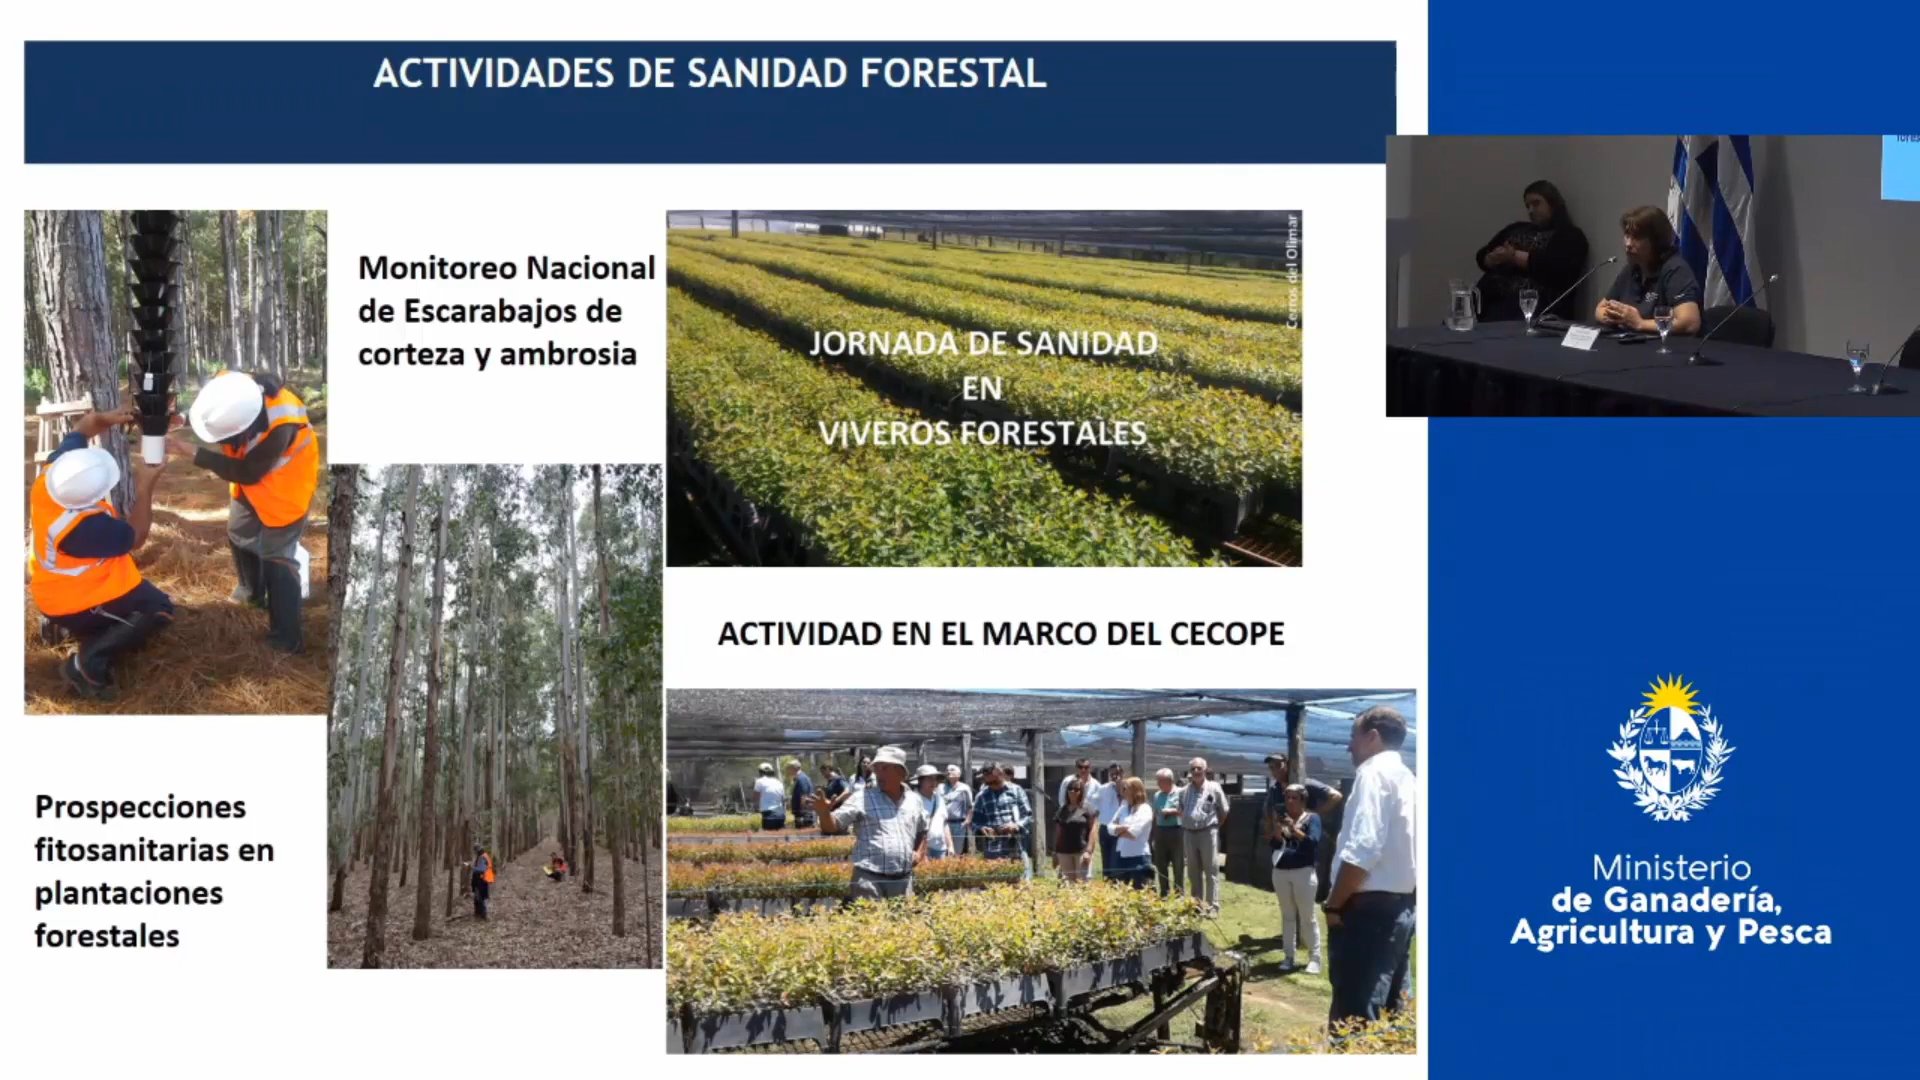 ACTIVIDADES DE SANIDAD FORESTAL
Monitoreo Nacional
de Escarabajos de
corteza y ambrosia
Cerros del Olimar
JORNADA DE SANIDAD
EN
VIVEROS FORESTALES
ACTIVIDAD EN EL MARCO DEL CECOPE
Prospecciones
fitosanitarias en
plantaciones
forestales
Ministerio
de Ganadería,
Agricultura y Pesca